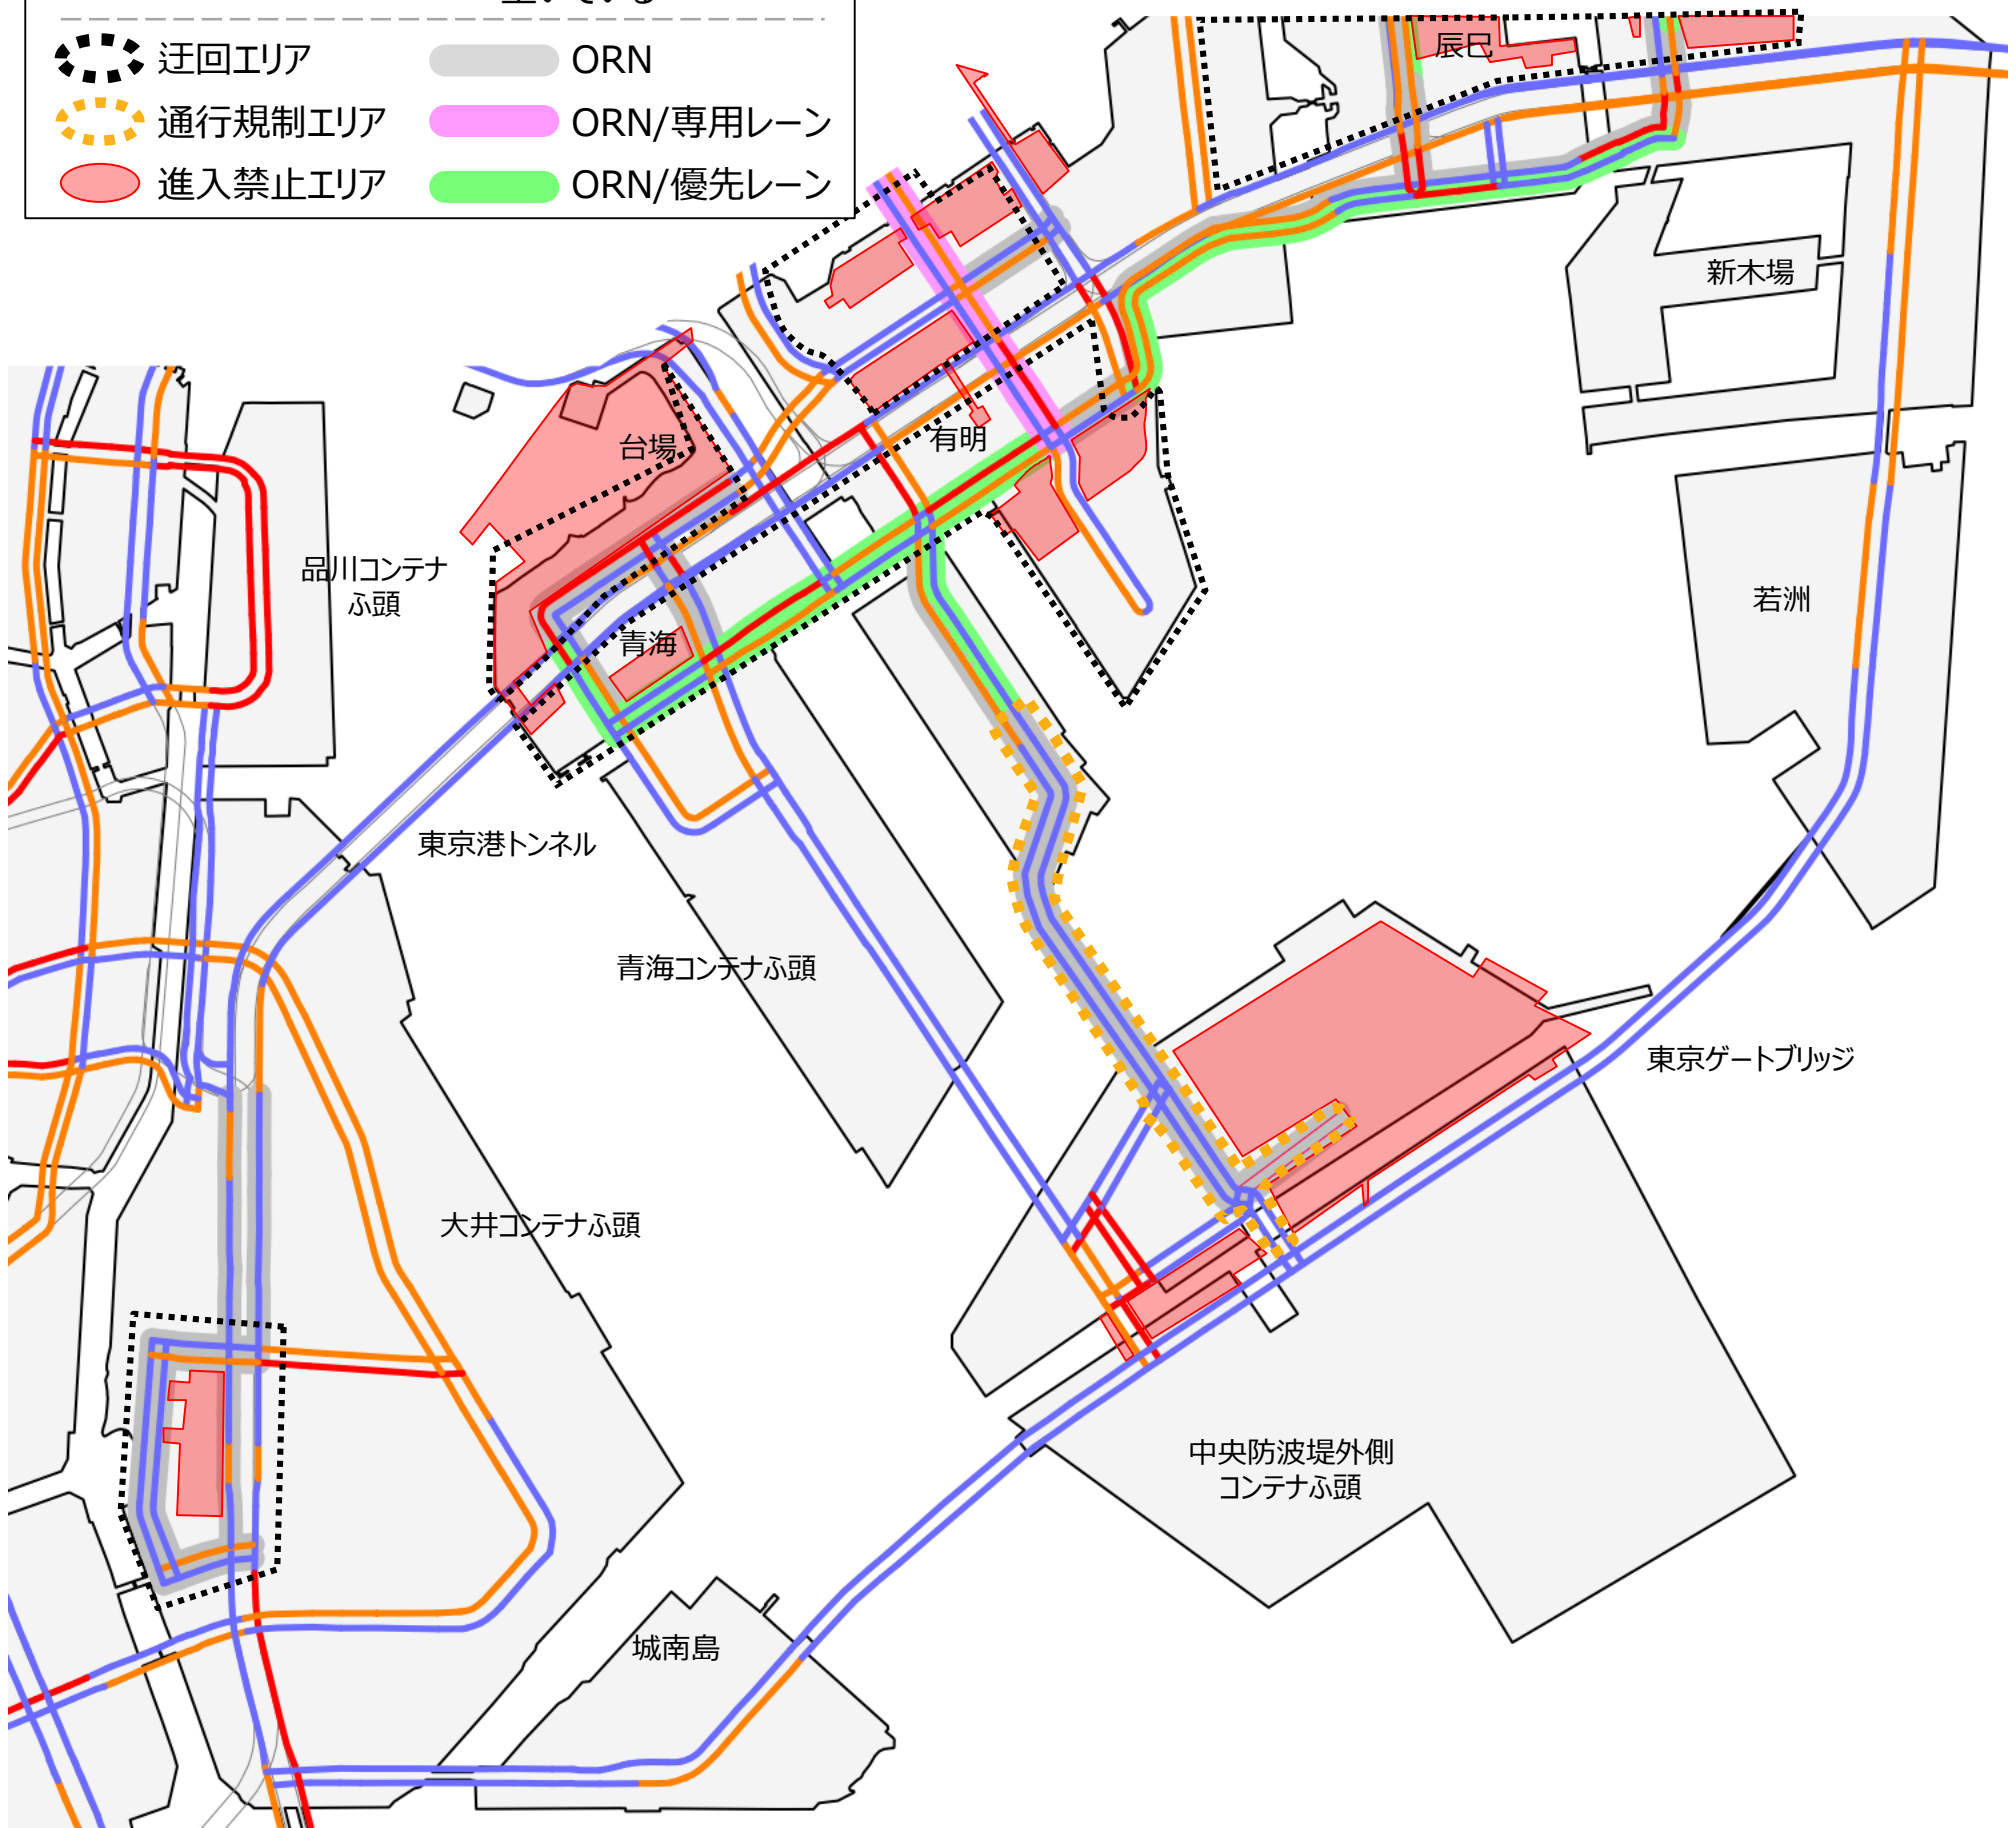 空いている
迂回エリア
ORN
通行規制エリア
ORN/専用レーン
進入禁止エリア
ORN/優先レーン
辰巳
新木場
台場
有明
品川コンテナ
ふ頭
若洲
青海
東京港トンネル
青海コンテナふ頭
東京ゲートブリッジ
大井コンテナふ頭
中央防波堤外側
コンテナふ頭
城南島